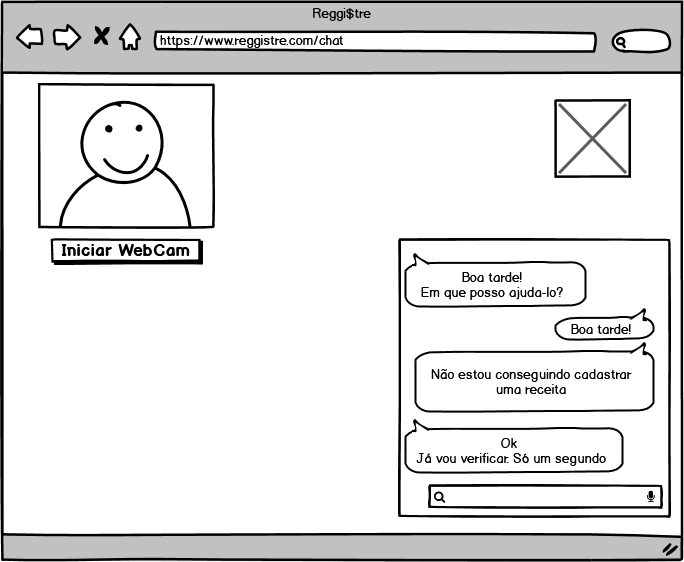 Reggi$tre
https://www.reggistre.com/chat
Iniciar WebCam
Boa tarde!
Em que posso ajuda-lo?
Boa tarde!
Não estou conseguindo cadastrar
uma receita
Ok
Já vou verificar. Só um segundo